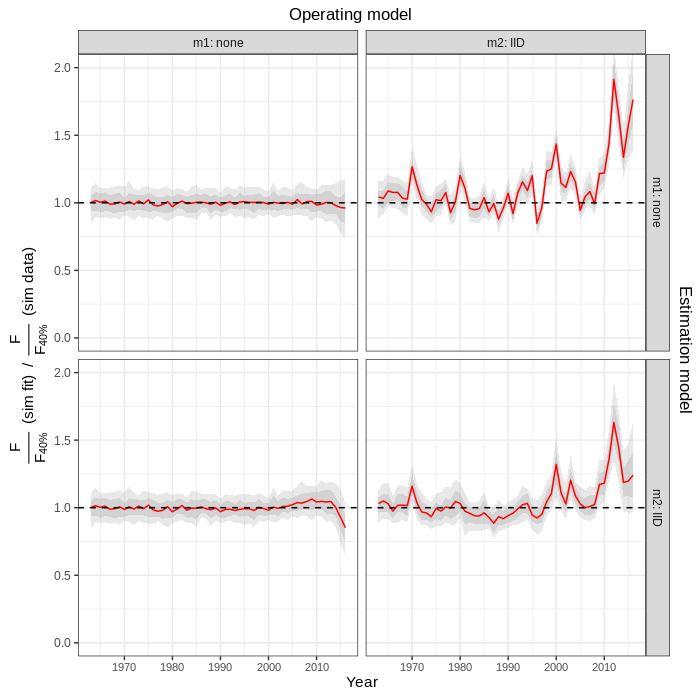 Operating model
m1: none
m2: IID
2.0
1.5
1.0
0.5
0.0
m1: none
2.0
1.5
1.0
0.5
0.0
m2: IID
F
F40% (sim fit) / F
F40% (sim data)
Estimation model
1970 1980 1990 2000 2010
1970 1980 1990 2000 2010
Year